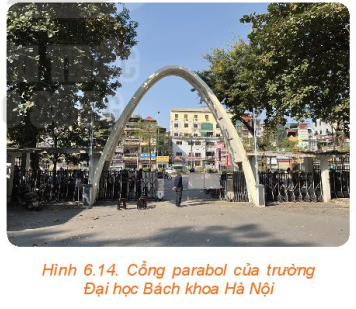 Hình 6.14. Cổng parabol của trường
Đại học Bách khoa Hà Nội